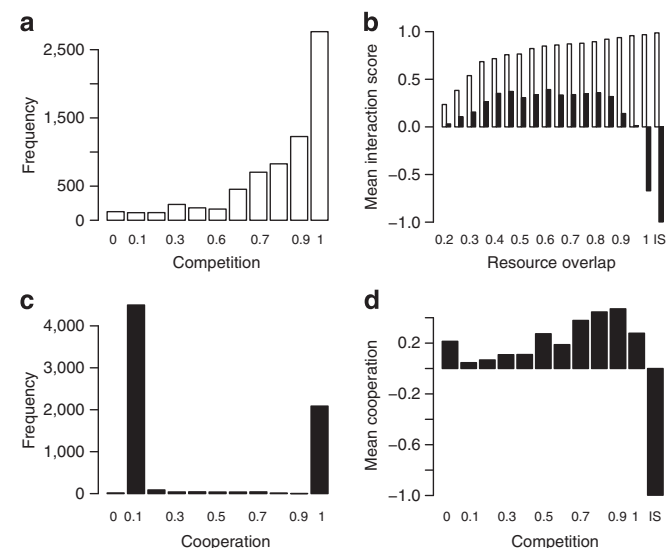 a
2,500
1,500
500
0
Frequency
0 0.1 0.3 0.6 0.7 0.9 1
Competition
b
1.0
0.5
0.0
−0.5
−1.0
Mean interaction score
0.2 0.3 0.4 0.5 0.6 0.7 0.8 0.9 1 IS
Resource overlap
c
4,000
3,000
2,000
1,000
0
Frequency
0 0.1 0.3 0.5 0.7 0.9 1
Cooperation
d
0.2
−0.2
−0.6
−1.0
Mean cooperation
0 0.1 0.3 0.5 0.7 0.9 1 IS
Competition